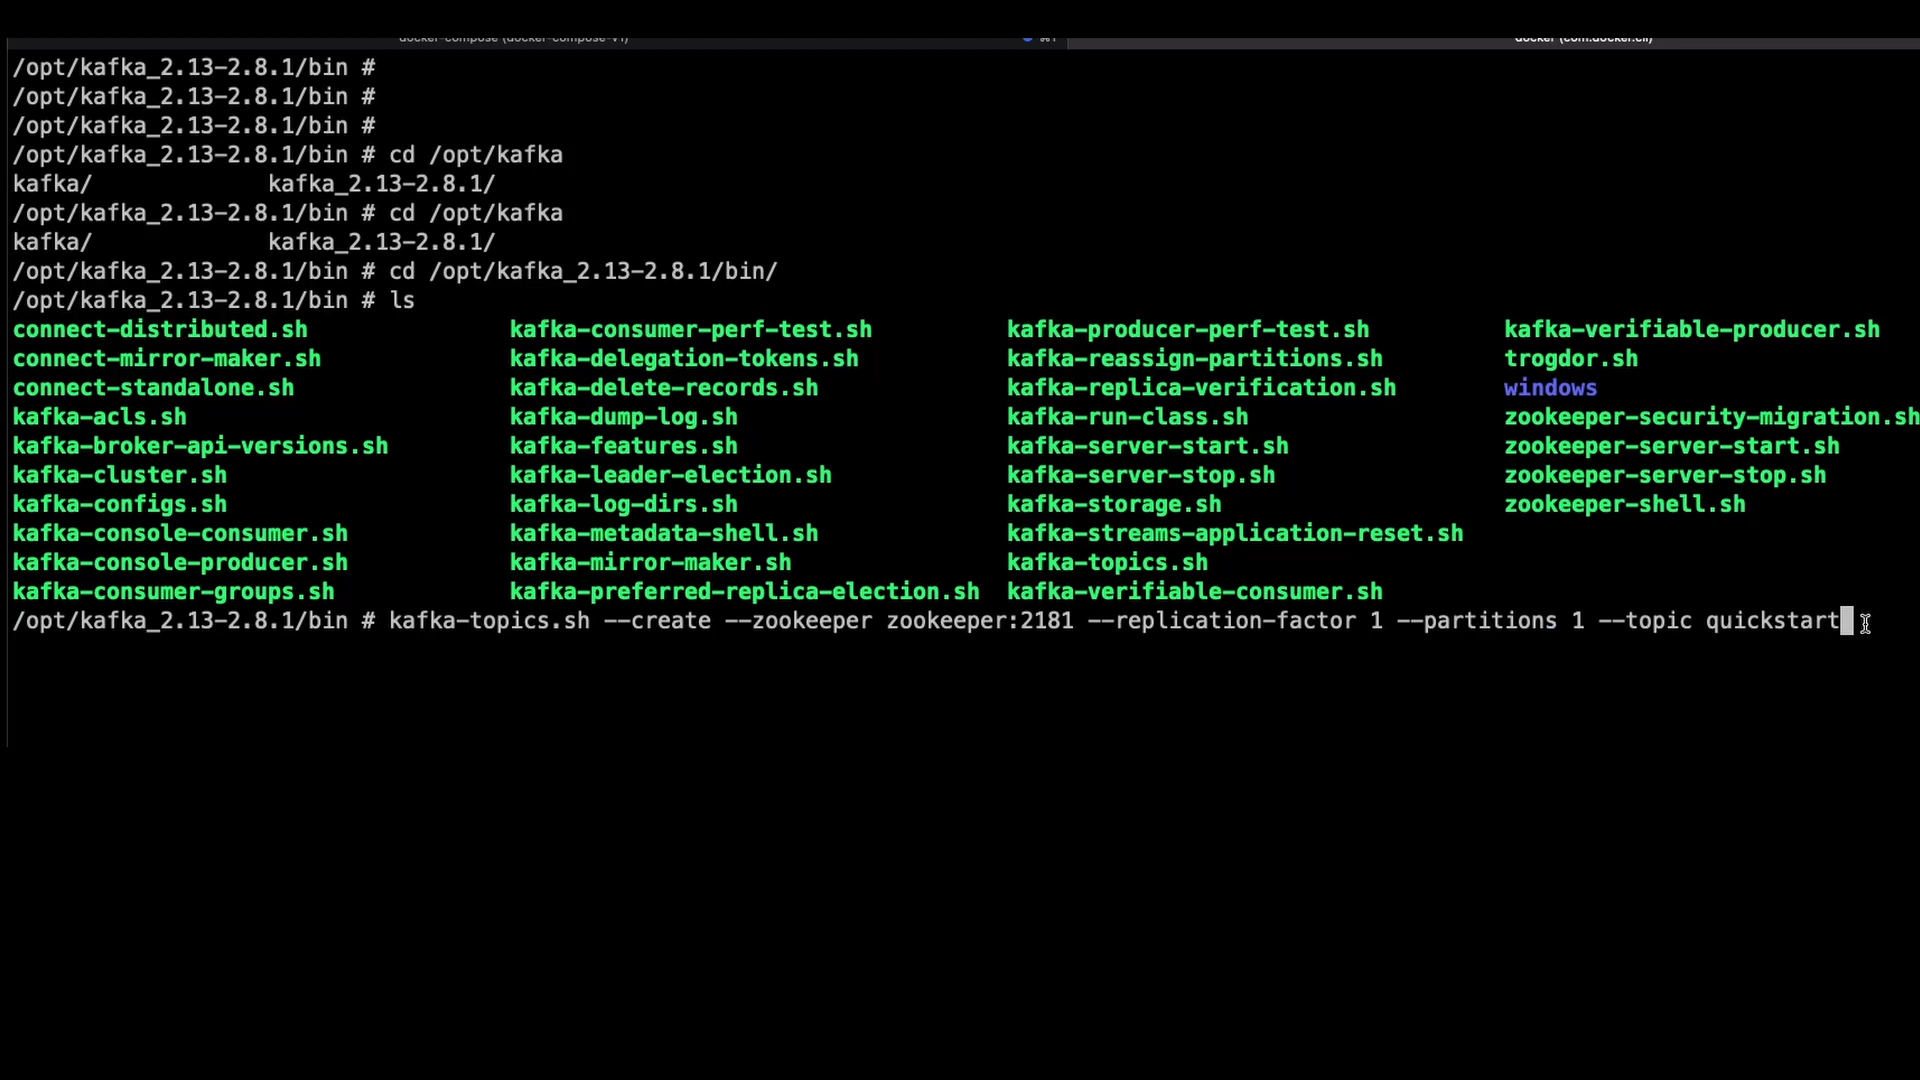 docker-compose (docker-compose-v1) ⌘1 docker (com.docker.cli)
/opt/kafka_2.13-2.8.1/bin #
/opt/kafka_2.13-2.8.1/bin #
/opt/kafka_2.13-2.8.1/bin #
/opt/kafka_2.13-2.8.1/bin # cd /opt/kafka
kafka/ kafka_2.13-2.8.1/
/opt/kafka_2.13-2.8.1/bin # cd /opt/kafka
kafka/ kafka_2.13-2.8.1/
/opt/kafka_2.13-2.8.1/bin # cd /opt/kafka_2.13-2.8.1/bin/
/opt/kafka_2.13-2.8.1/bin # ls
connect-distributed.sh kafka-consumer-perf-test.sh kafka-producer-perf-test.sh kafka-verifiable-producer.sh
connect-mirror-maker.sh kafka-delegation-tokens.sh kafka-reassign-partitions.sh trogdor.sh
connect-standalone.sh kafka-delete-records.sh kafka-replica-verification.sh windows
kafka-acls.sh kafka-dump-log.sh kafka-run-class.sh zookeeper-security-migration.sh
kafka-broker-api-versions.sh kafka-features.sh kafka-server-start.sh zookeeper-server-start.sh
kafka-cluster.sh kafka-leader-election.sh kafka-server-stop.sh zookeeper-server-stop.sh
kafka-configs.sh kafka-log-dirs.sh kafka-storage.sh zookeeper-shell.sh
kafka-console-consumer.sh kafka-metadata-shell.sh kafka-streams-application-reset.sh
kafka-console-producer.sh kafka-mirror-maker.sh kafka-topics.sh
kafka-consumer-groups.sh kafka-preferred-replica-election.sh kafka-verifiable-consumer.sh
/opt/kafka_2.13-2.8.1/bin # kafka-topics.sh --create --zookeeper zookeeper:2181 --replication-factor 1 --partitions 1 --topic quickstart